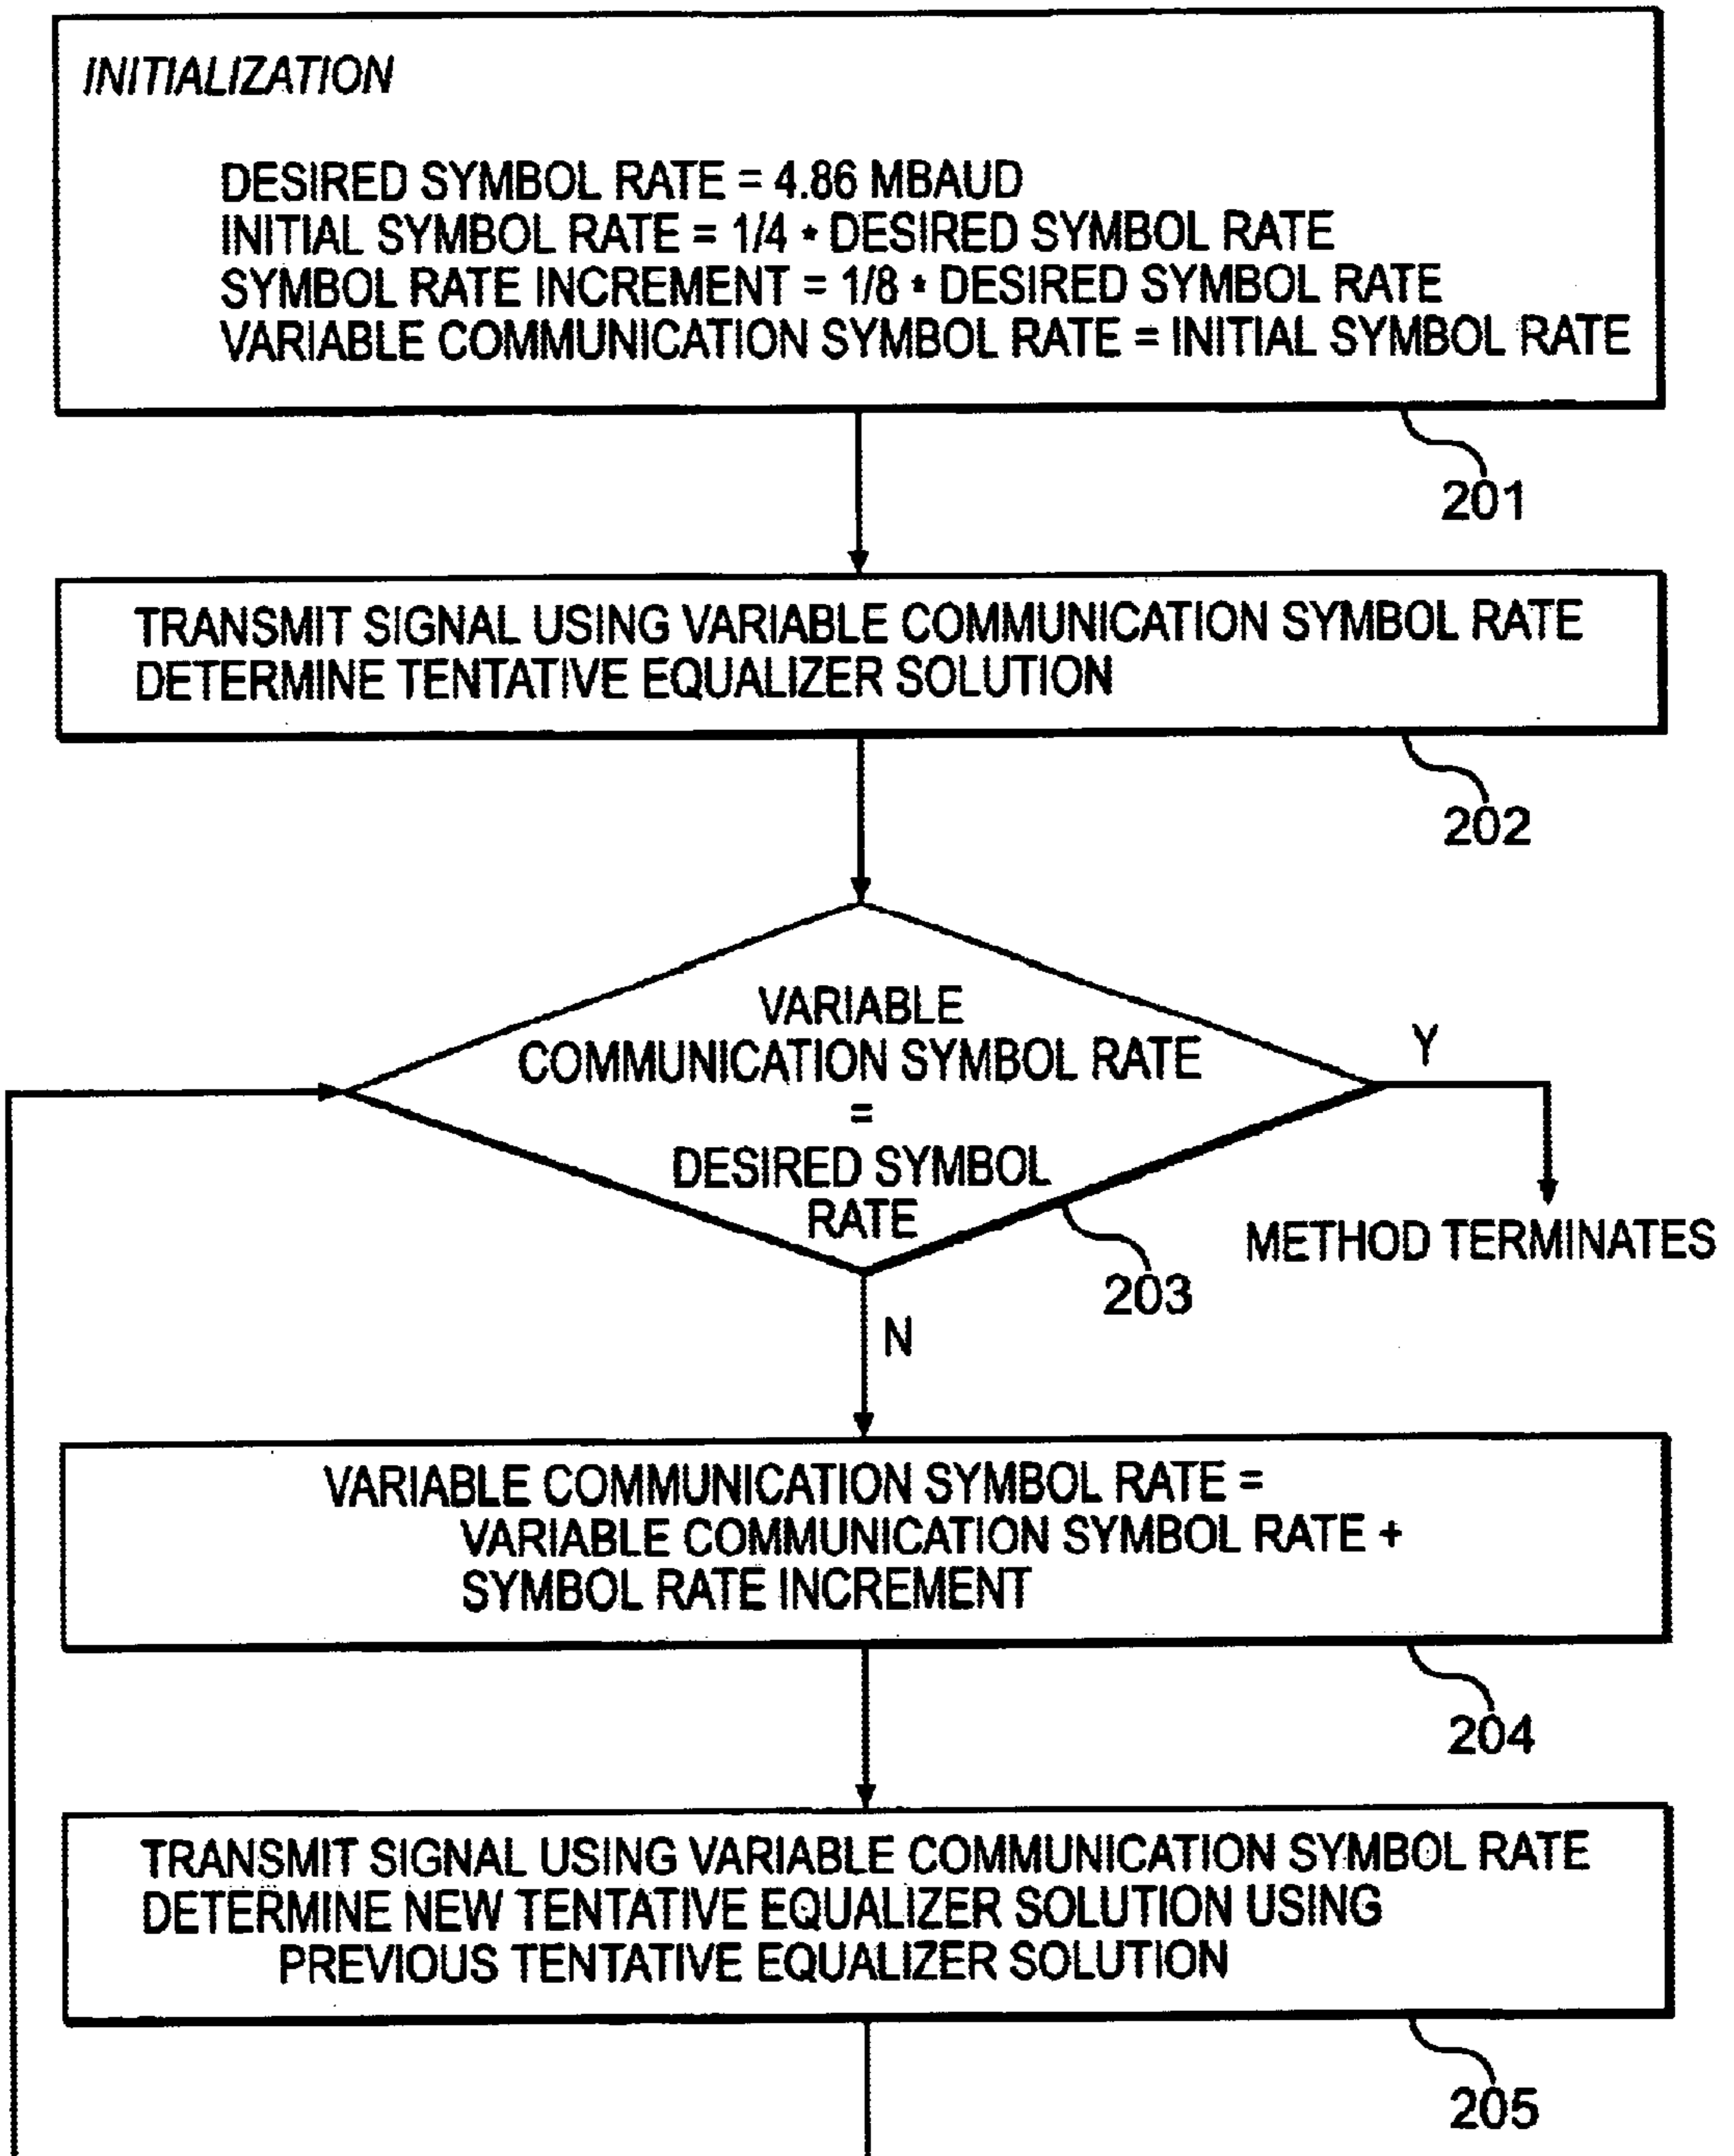 INITIALIZATION
DESIRED SYMBOL RATE = 4.86 MBAUD
INITIAL SYMBOL RATE = 1/4 * DESIRED SYMBOL RATE
SYMBOL RATE INCREMENT = 1/8 * DESIRED SYMBOL RATE
VARIABLE COMMUNICATION SYMBOL RATE = INITIAL SYMBOL RATE
201
TRANSMIT SIGNAL USING VARIABLE COMMUNICATION SYMBOL RATE
DETERMINE TENTATIVE EQUALIZER SOLUTION
202
VARIABLE
COMMUNICATION SYMBOL RATE
=
DESIRED SYMBOL
RATE
Y
METHOD TERMINATES
203
N
VARIABLE COMMUNICATION SYMBOL RATE =
VARIABLE COMMUNICATION SYMBOL RATE +
SYMBOL RATE INCREMENT
204
TRANSMIT SIGNAL USING VARIABLE COMMUNICATION SYMBOL RATE
DETERMINE NEW TENTATIVE EQUALIZER SOLUTION USING
PREVIOUS TENTATIVE EQUALIZER SOLUTION
205